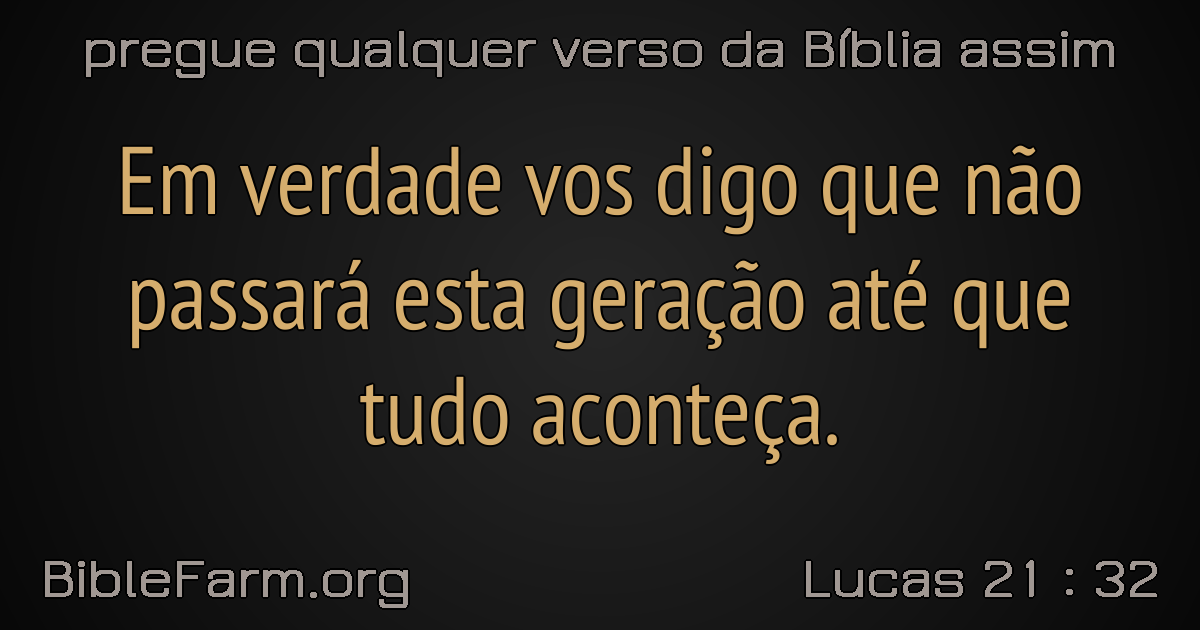 pregue qualquer verso da Bíblia assim
Em verdade vos digo que não
passará esta geração até que
tudo aconteça.
BibleFarm.org
Lucas 21 : 32